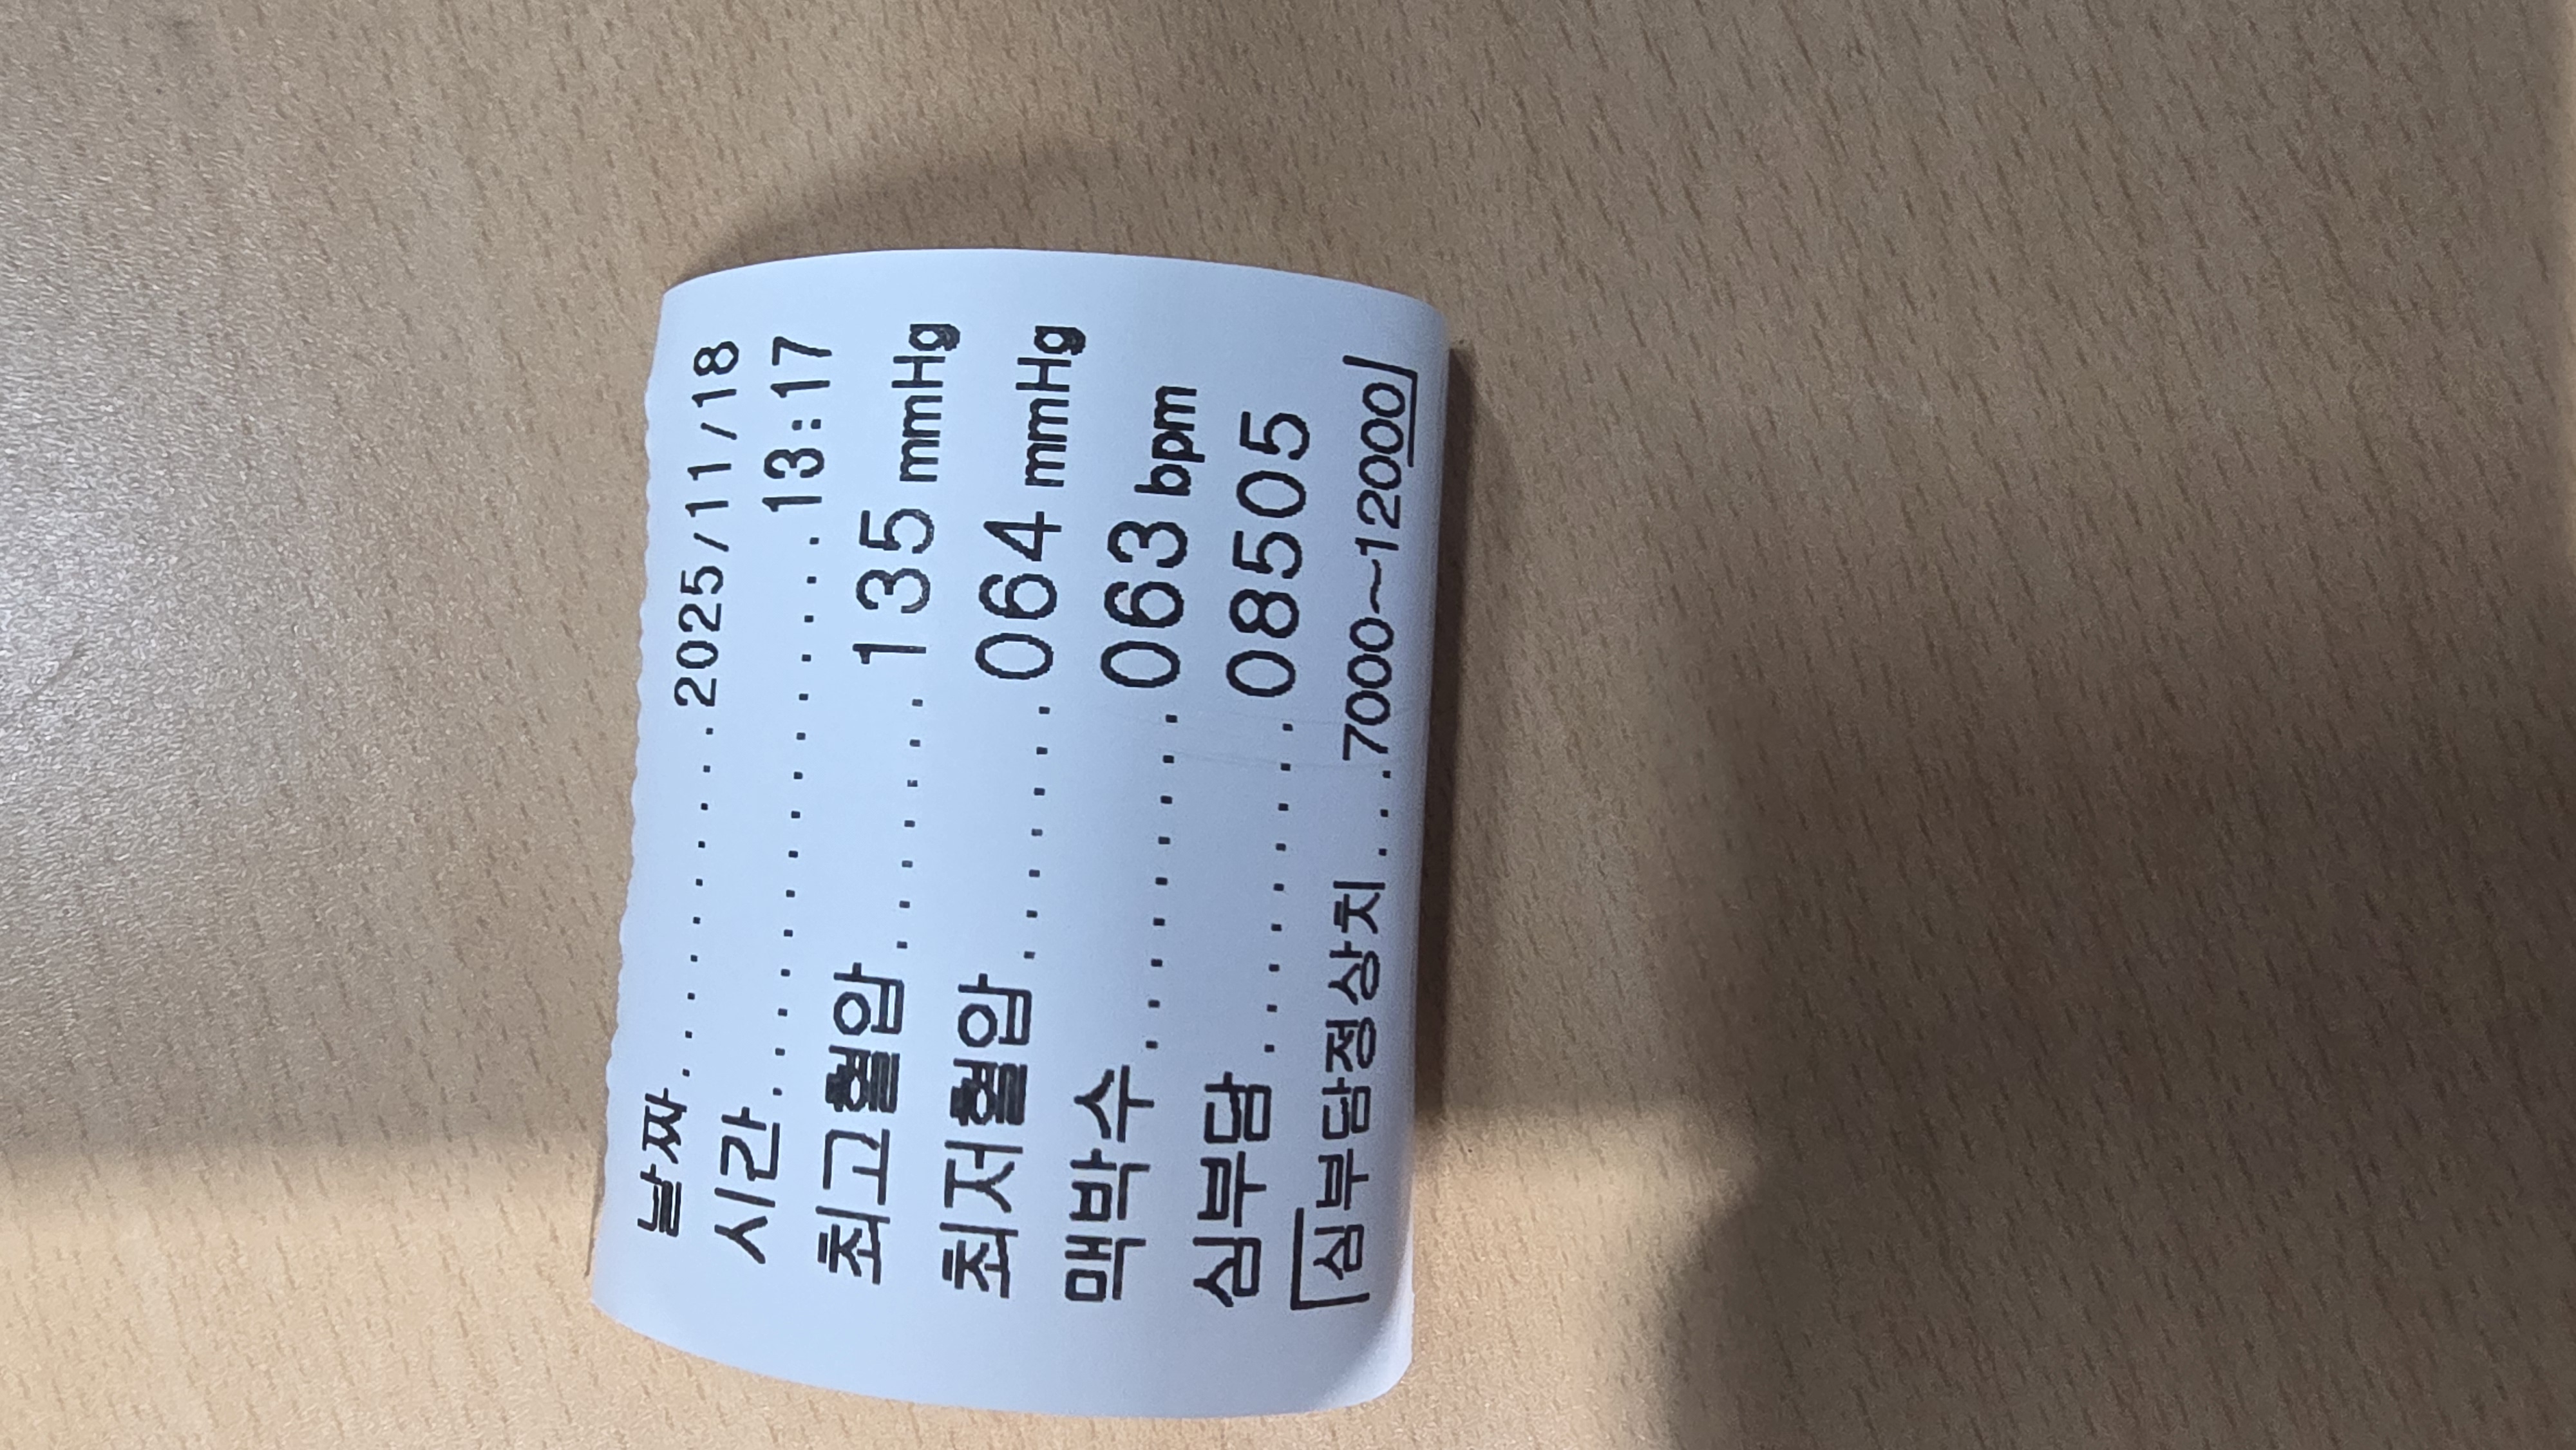 날짜.............2025/11/18
시간..................13:17
최고혈압........135 mmHg
최저혈압........064 mmHg
맥박수...........063 bpm
심부담...........08505
심부담정상치...7000~12000